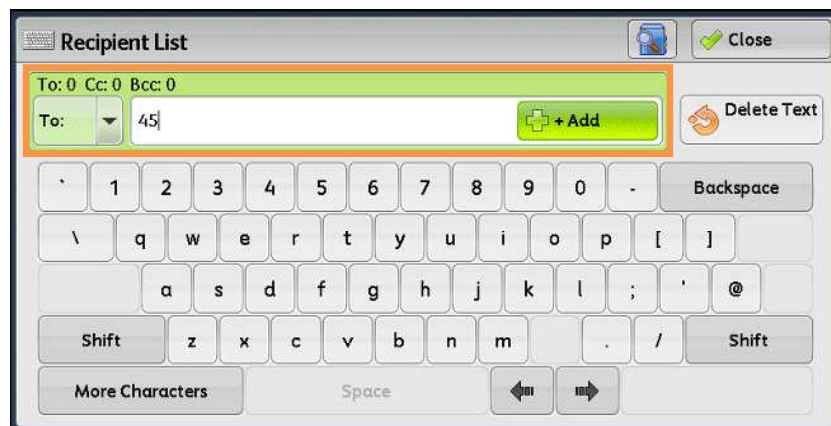 Recipient List Close
To: 0 Cc: 0 Bcc: 0
To: 45 + Add Delete Text
` 1 2 3 4 5 6 7 8 9 0 - Backspace
\ q w e r t y u i o p [ ]
a s d f g h j k l ; ' @
Shift z x c v b n m . / Shift
More Characters Space